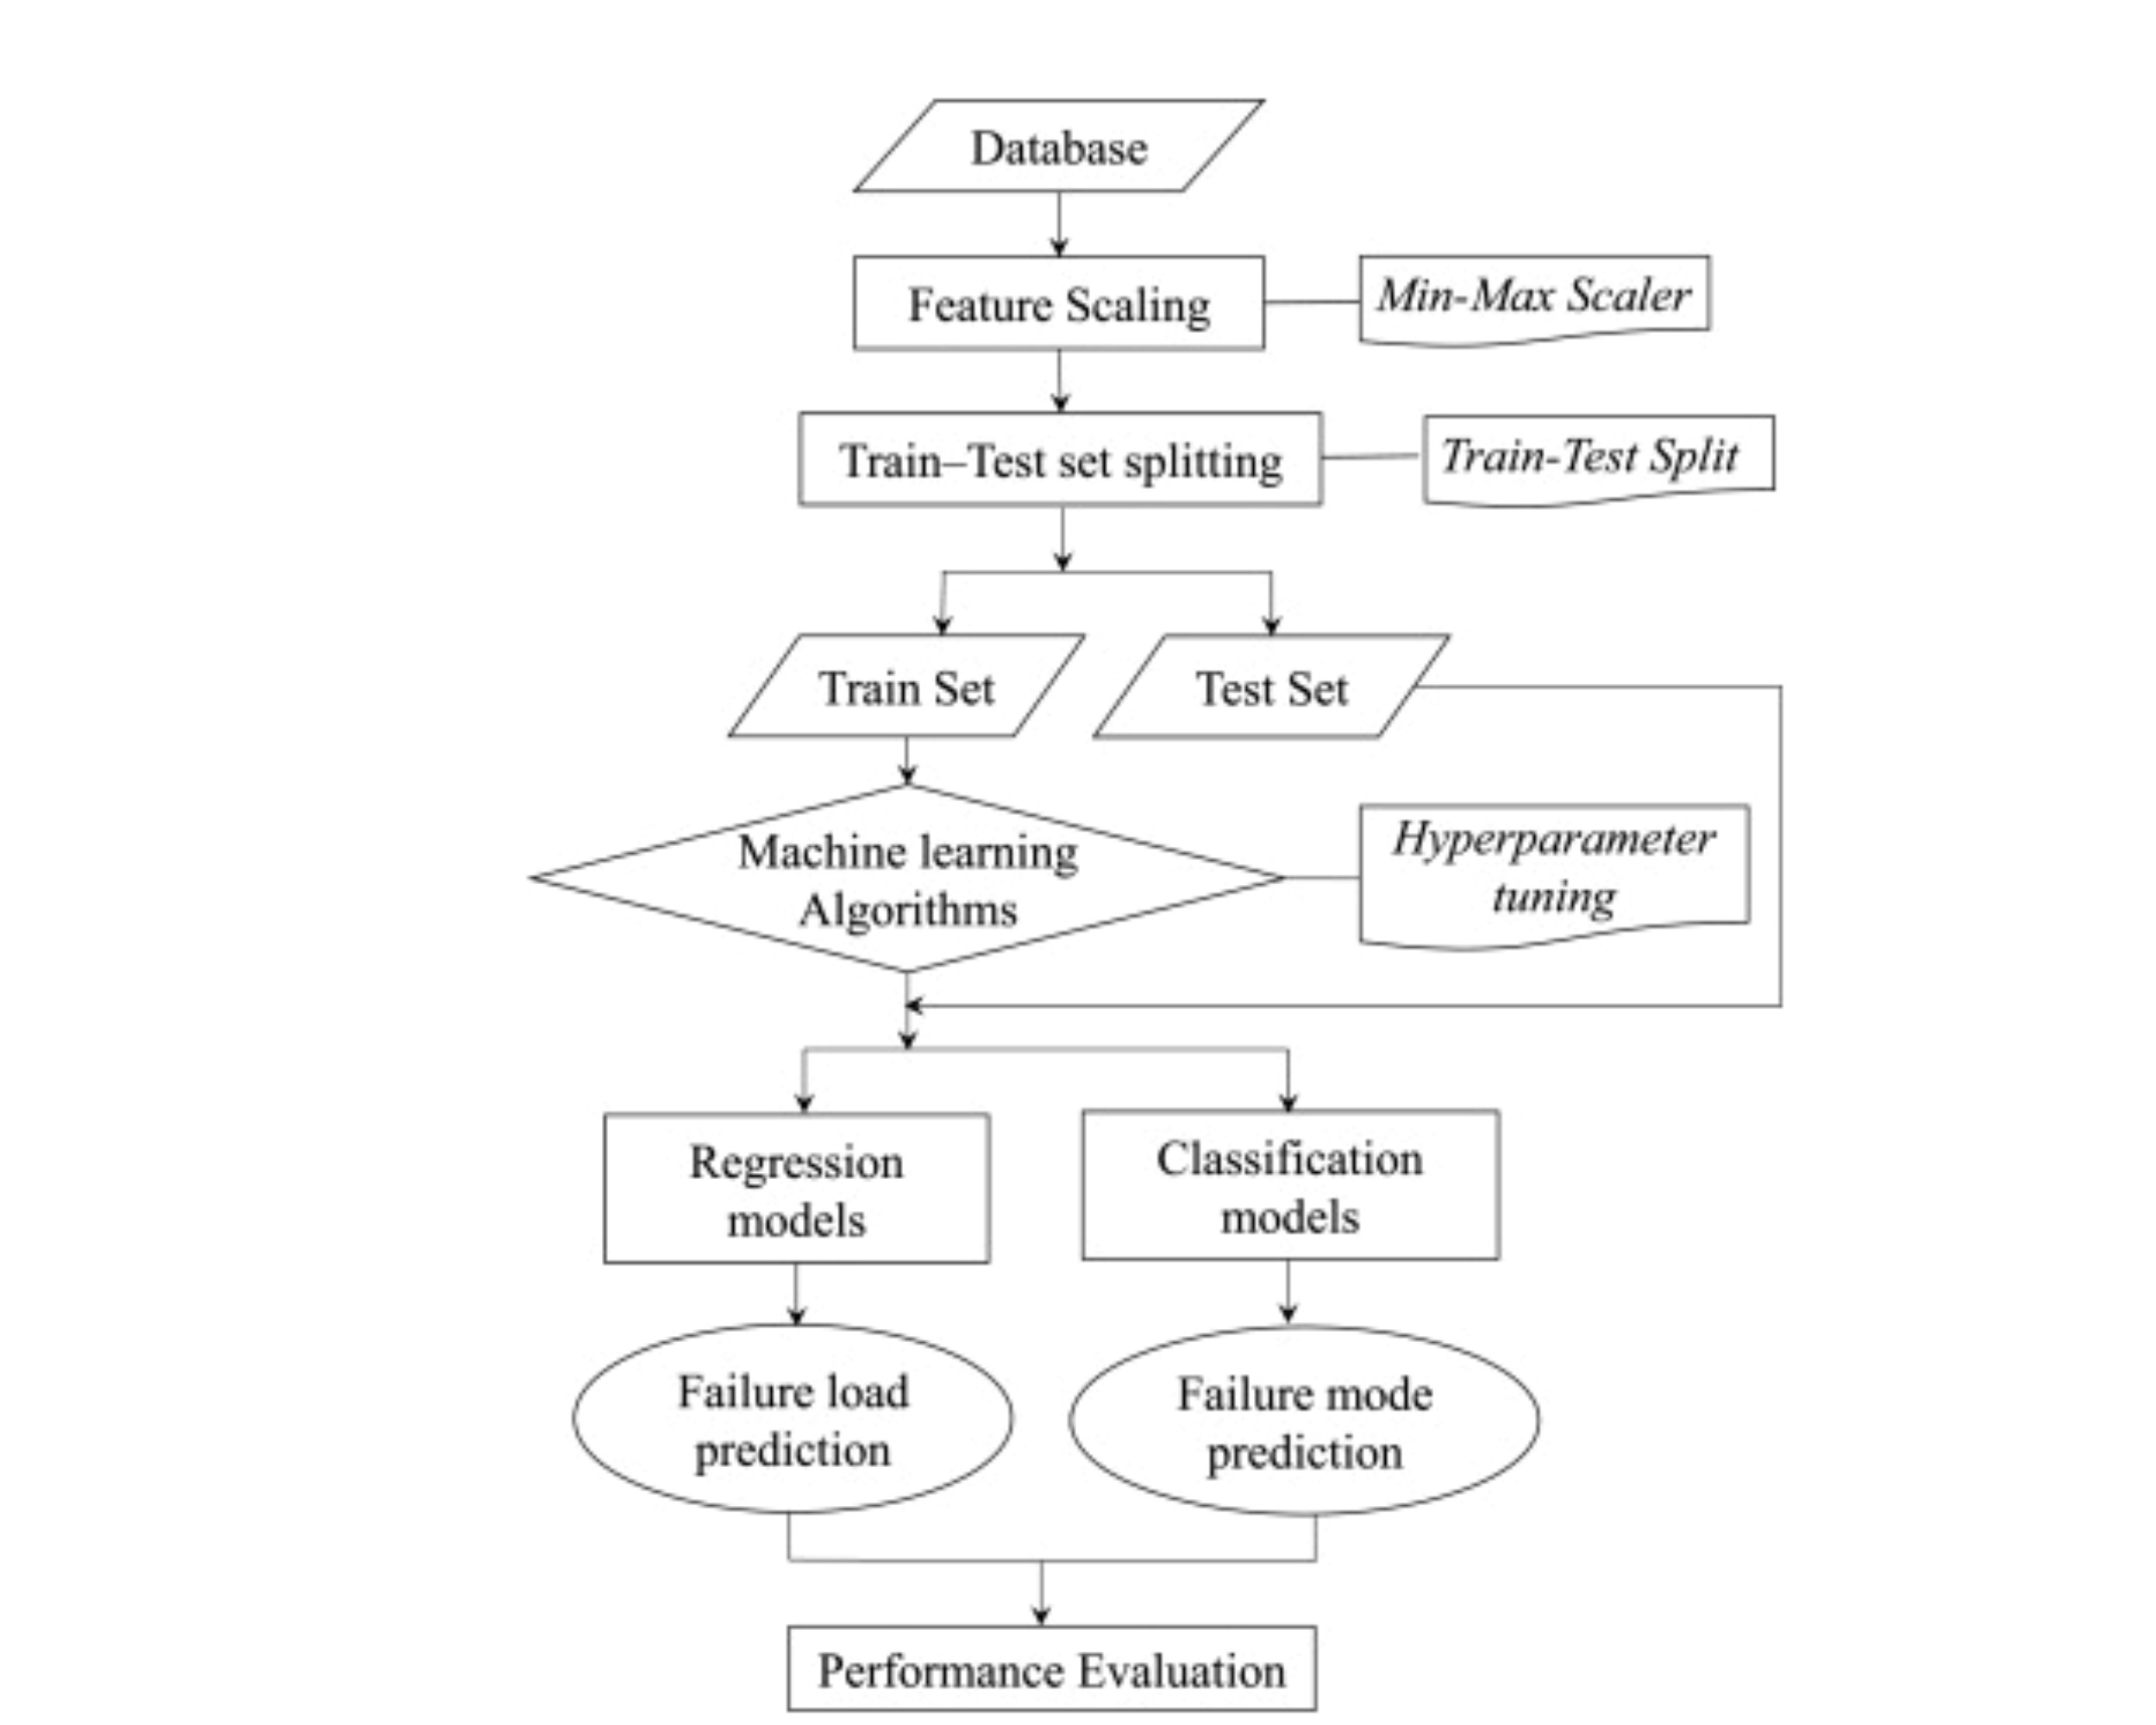 Database
Feature Scaling
Min-Max Scaler
Train–Test set splitting
Train-Test Split
Train Set
Test Set
Machine learning
Algorithms
Hyperparameter
tuning
Regression
models
Classification
models
Failure load
prediction
Failure mode
prediction
Performance Evaluation